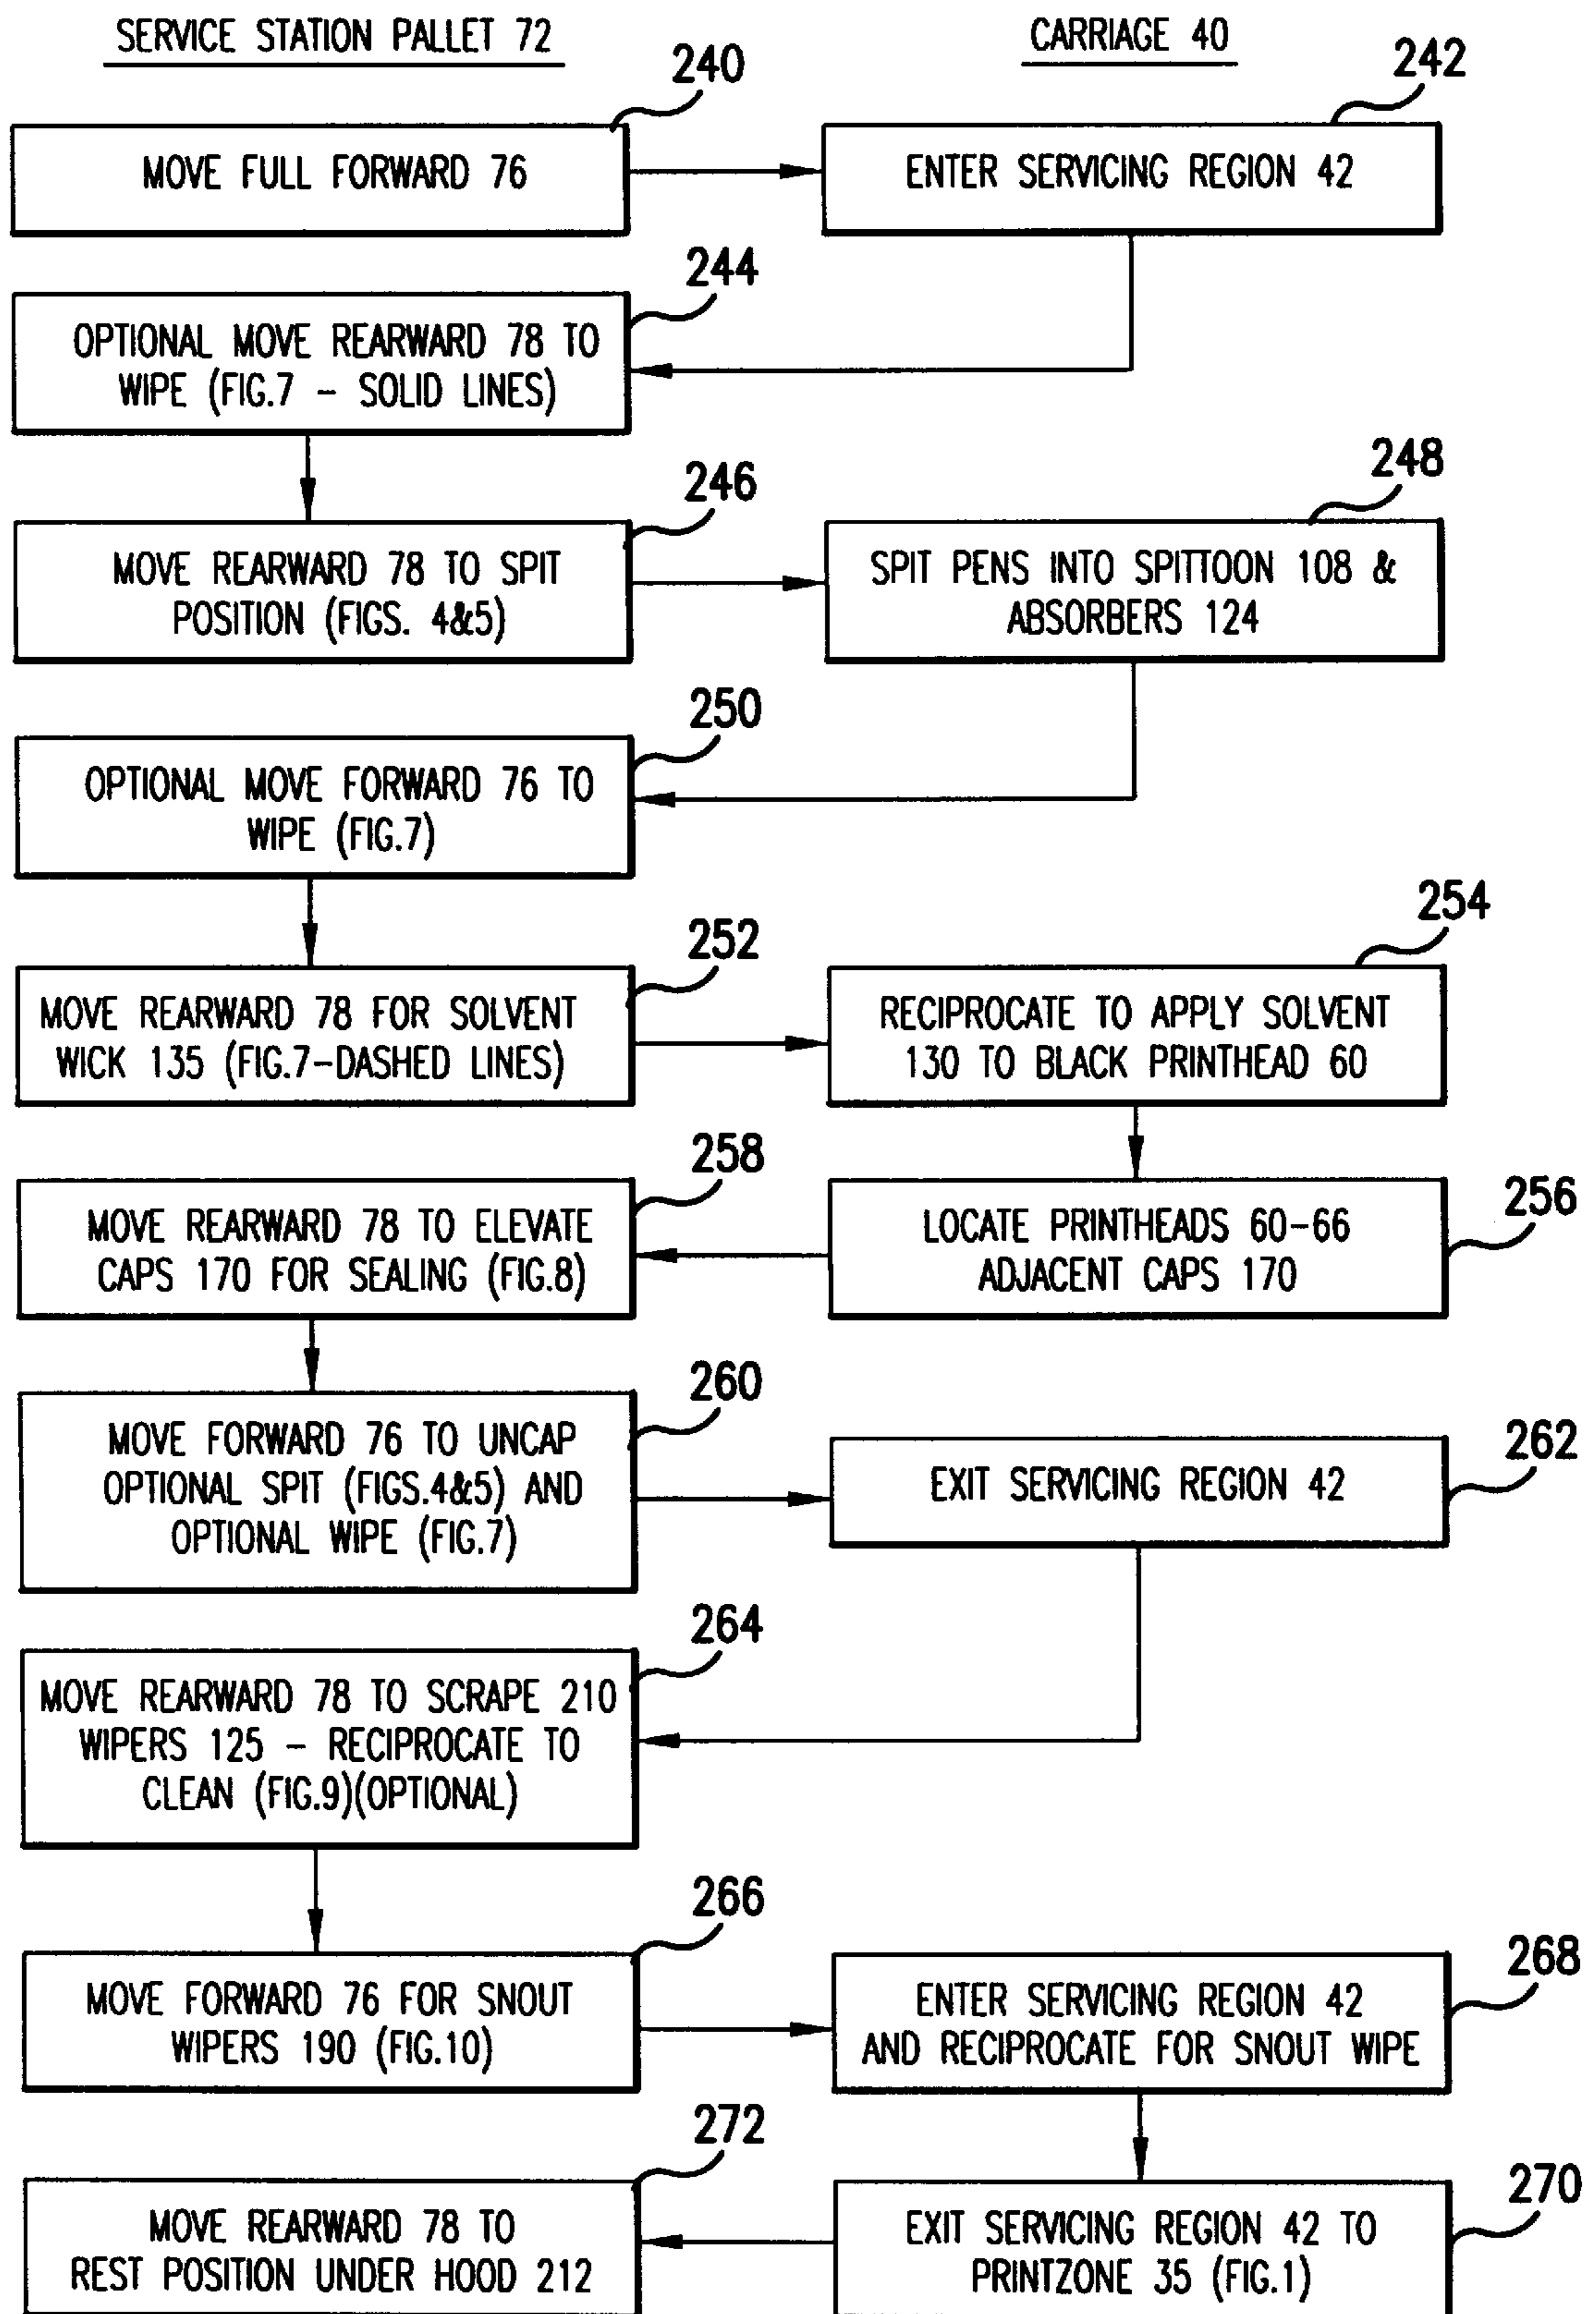 SERVICE STATION PALLET 72
CARRIAGE 40
240
242
MOVE FULL FORWARD 76
ENTER SERVICING REGION 42
244
OPTIONAL MOVE REARWARD 78 TO
WIPE (FIG.7 – SOLID LINES)
246
248
MOVE REARWARD 78 TO SPIT
POSITION (FIGS. 4&5)
SPIT PENS INTO SPITTOON 108 &
ABSORBERS 124
250
OPTIONAL MOVE FORWARD 76 TO
WIPE (FIG.7)
252
254
MOVE REARWARD 78 FOR SOLVENT
WICK 135 (FIG.7–DASHED LINES)
RECIPROCATE TO APPLY SOLVENT
130 TO BLACK PRINTHEAD 60
258
256
MOVE REARWARD 78 TO ELEVATE
CAPS 170 FOR SEALING (FIG.8)
LOCATE PRINTHEADS 60–66
ADJACENT CAPS 170
260
262
MOVE FORWARD 76 TO UNCAP
OPTIONAL SPIT (FIGS.4&5) AND
OPTIONAL WIPE (FIG.7)
EXIT SERVICING REGION 42
264
MOVE REARWARD 78 TO SCRAPE 210
WIPERS 125 – RECIPROCATE TO
CLEAN (FIG.9)(OPTIONAL)
266
268
MOVE FORWARD 76 FOR SNOUT
WIPERS 190 (FIG.10)
ENTER SERVICING REGION 42
AND RECIPROCATE FOR SNOUT WIPE
272
270
MOVE REARWARD 78 TO
REST POSITION UNDER HOOD 212
EXIT SERVICING REGION 42 TO
PRINTZONE 35 (FIG.1)